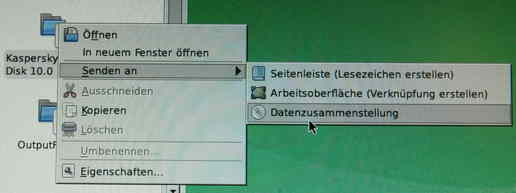 Öffnen
In neuem Fenster öffnen
Kaspersky
Disk 10.0
Senden an
Seitenleiste (Lesezeichen erstellen)
Ausschneiden
Arbeitsoberfläche (Verknüpfung erstellen)
Kopieren
Datenzusammenstellung
Löschen
Umbenennen...
Eigenschaften...